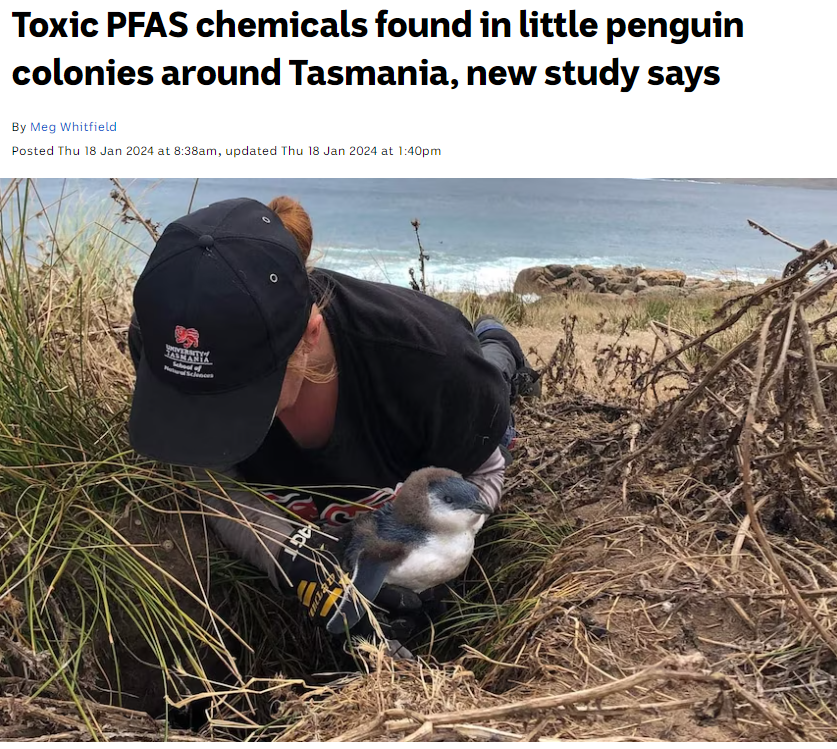 Toxic PFAS chemicals found in little penguin
colonies around Tasmania, new study says
By Meg Whitfield
Posted Thu 18 Jan 2024 at 8:38am, updated Thu 18 Jan 2024 at 1:40pm
UNIVERSITY of
TASMANIA
School of
Natural Sciences